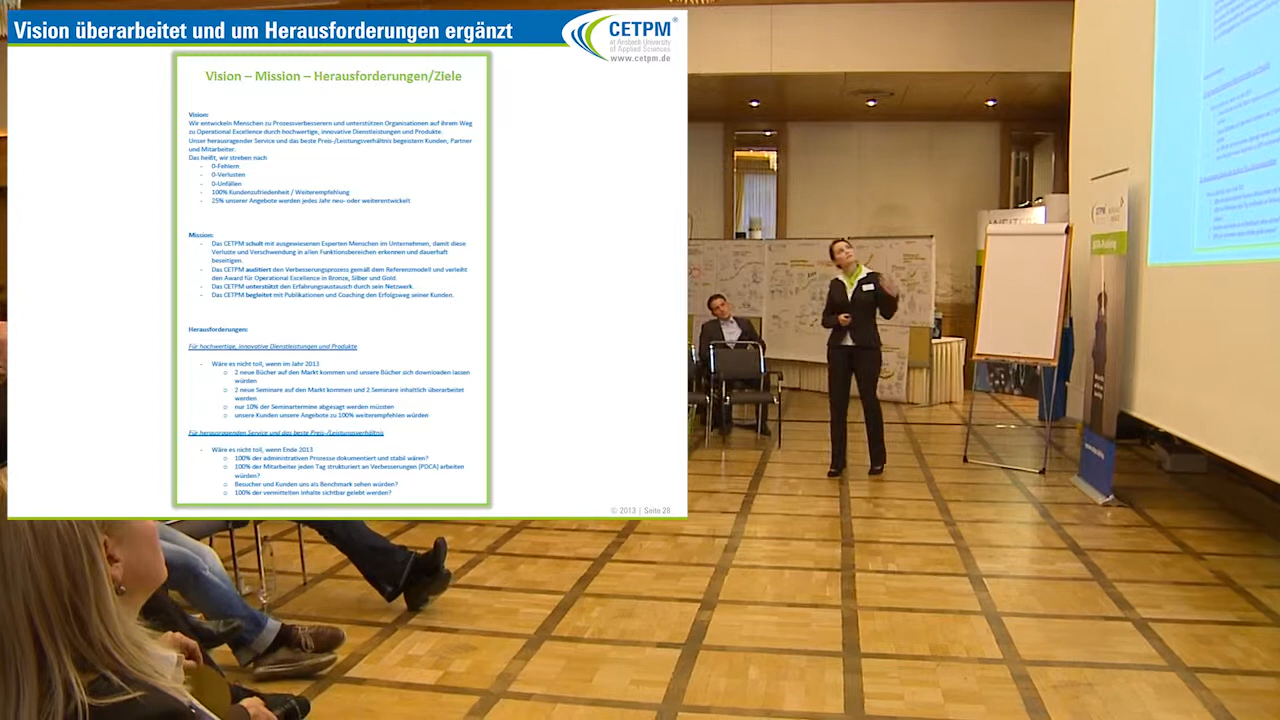 Vision überarbeitet und um Herausforderungen ergänzt
CETPM®
at Ansbach University
of Applied Sciences
www.cetpm.de
Vision – Mission – Herausforderungen/Ziele
Vision:
Wir entwickeln Menschen zu Prozessverbesserern und unterstützen Organisationen auf ihrem Weg
zu Operational Excellence durch hochwertige, innovative Dienstleistungen und Produkte.
Unser herausragender Service und das beste Preis-/Leistungsverhältnis begeistern Kunden, Partner
und Mitarbeiter.
Das heißt, wir streben nach
- 0-Fehlern
- 0-Verlusten
- 0-Unfällen
- 100% Kundenzufriedenheit / Weiterempfehlung
- 25% unserer Angebote werden jedes Jahr neu- oder weiterentwickelt
Mission:
- Das CETPM schult mit ausgewiesenen Experten Menschen im Unternehmen, damit diese
Verluste und Verschwendung in allen Funktionsbereichen erkennen und dauerhaft
beseitigen.
- Das CETPM auditiert den Verbesserungsprozess gemäß dem Referenzmodell und verleiht
den Award für Operational Excellence in Bronze, Silber und Gold.
- Das CETPM unterstützt den Erfahrungsaustausch durch sein Netzwerk.
- Das CETPM begleitet mit Publikationen und Coaching den Erfolgsweg seiner Kunden.
Herausforderungen:
Für hochwertige, innovative Dienstleistungen und Produkte
- Wäre es nicht toll, wenn im Jahr 2013
o 2 neue Bücher auf den Markt kommen und unsere Bücher sich downloaden lassen
würden
o 2 neue Seminare auf den Markt kommen und 2 Seminare inhaltlich überarbeitet
werden
o nur 10% der Seminartermine abgesagt werden müssten
o unsere Kunden unsere Angebote zu 100% weiterempfehlen würden
Für herausragenden Service und das beste Preis-/Leistungsverhältnis
- Wäre es nicht toll, wenn Ende 2013
o 100% der administrativen Prozesse dokumentiert und stabil wären?
o 100% der Mitarbeiter jeden Tag strukturiert an Verbesserungen (PDCA) arbeiten
würden?
o Besucher und Kunden uns als Benchmark sehen würden?
o 100% der vermittelten Inhalte sichtbar gelebt werden?
© 2013 | Seite 28
CETPM